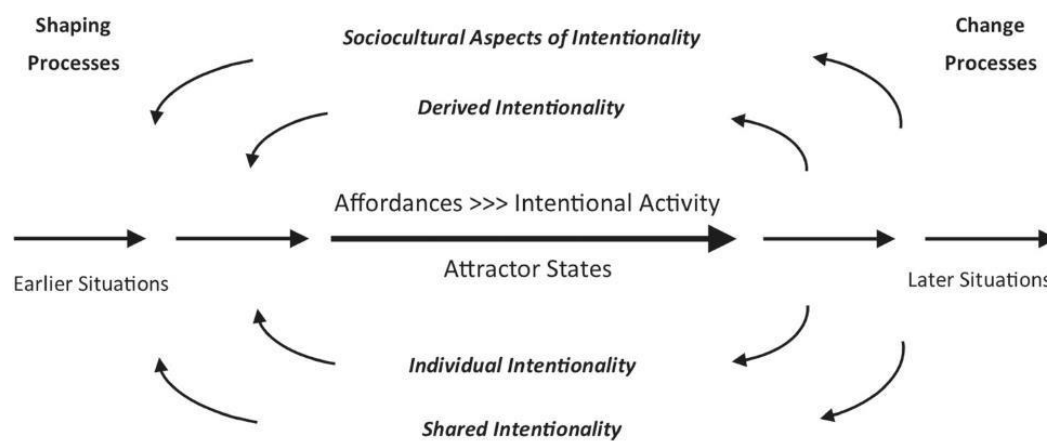 Shaping
Processes
Sociocultural Aspects of Intentionality
Change
Processes
Derived Intentionality
Affordances >>> Intentional Activity
Attractor States
Earlier Situations
Later Situations
Individual Intentionality
Shared Intentionality